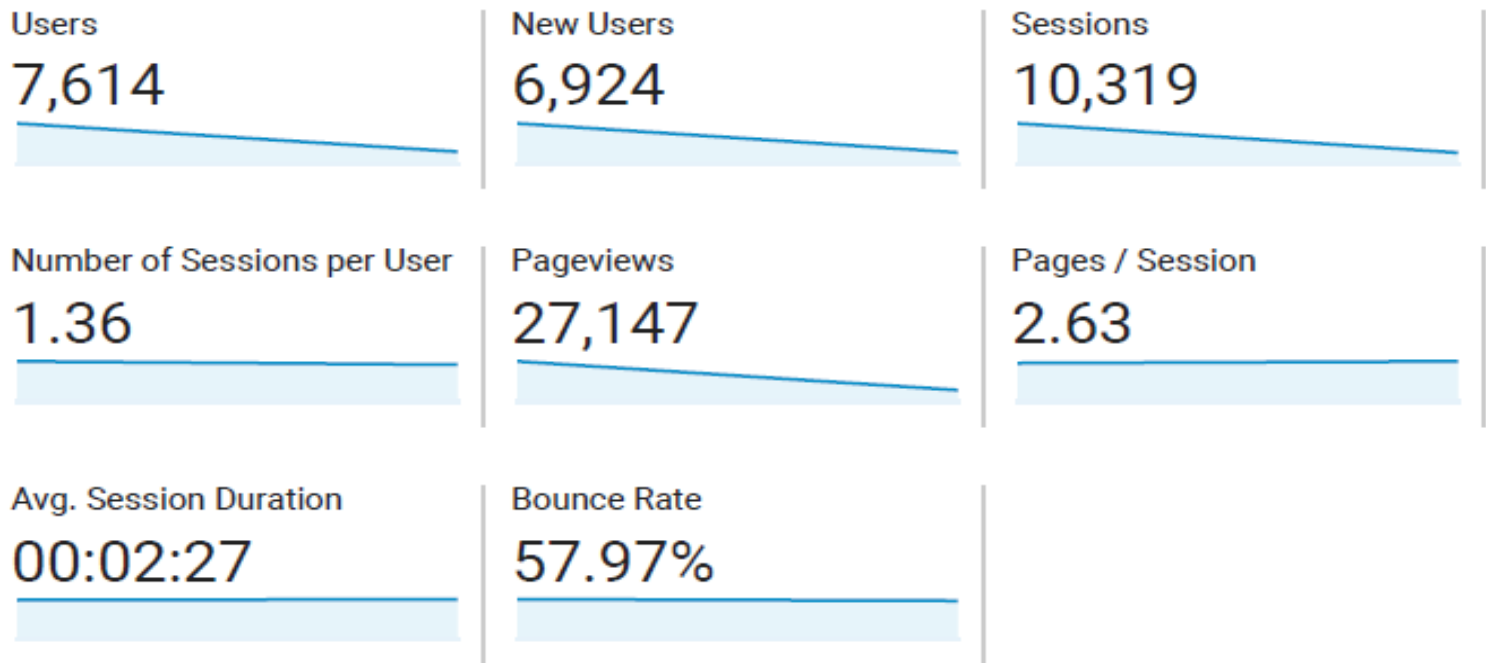 Users
7,614
New Users
6,924
Sessions
10,319
Number of Sessions per User
1.36
Pageviews
27,147
Pages / Session
2.63
Avg. Session Duration
00:02:27
Bounce Rate
57.97%